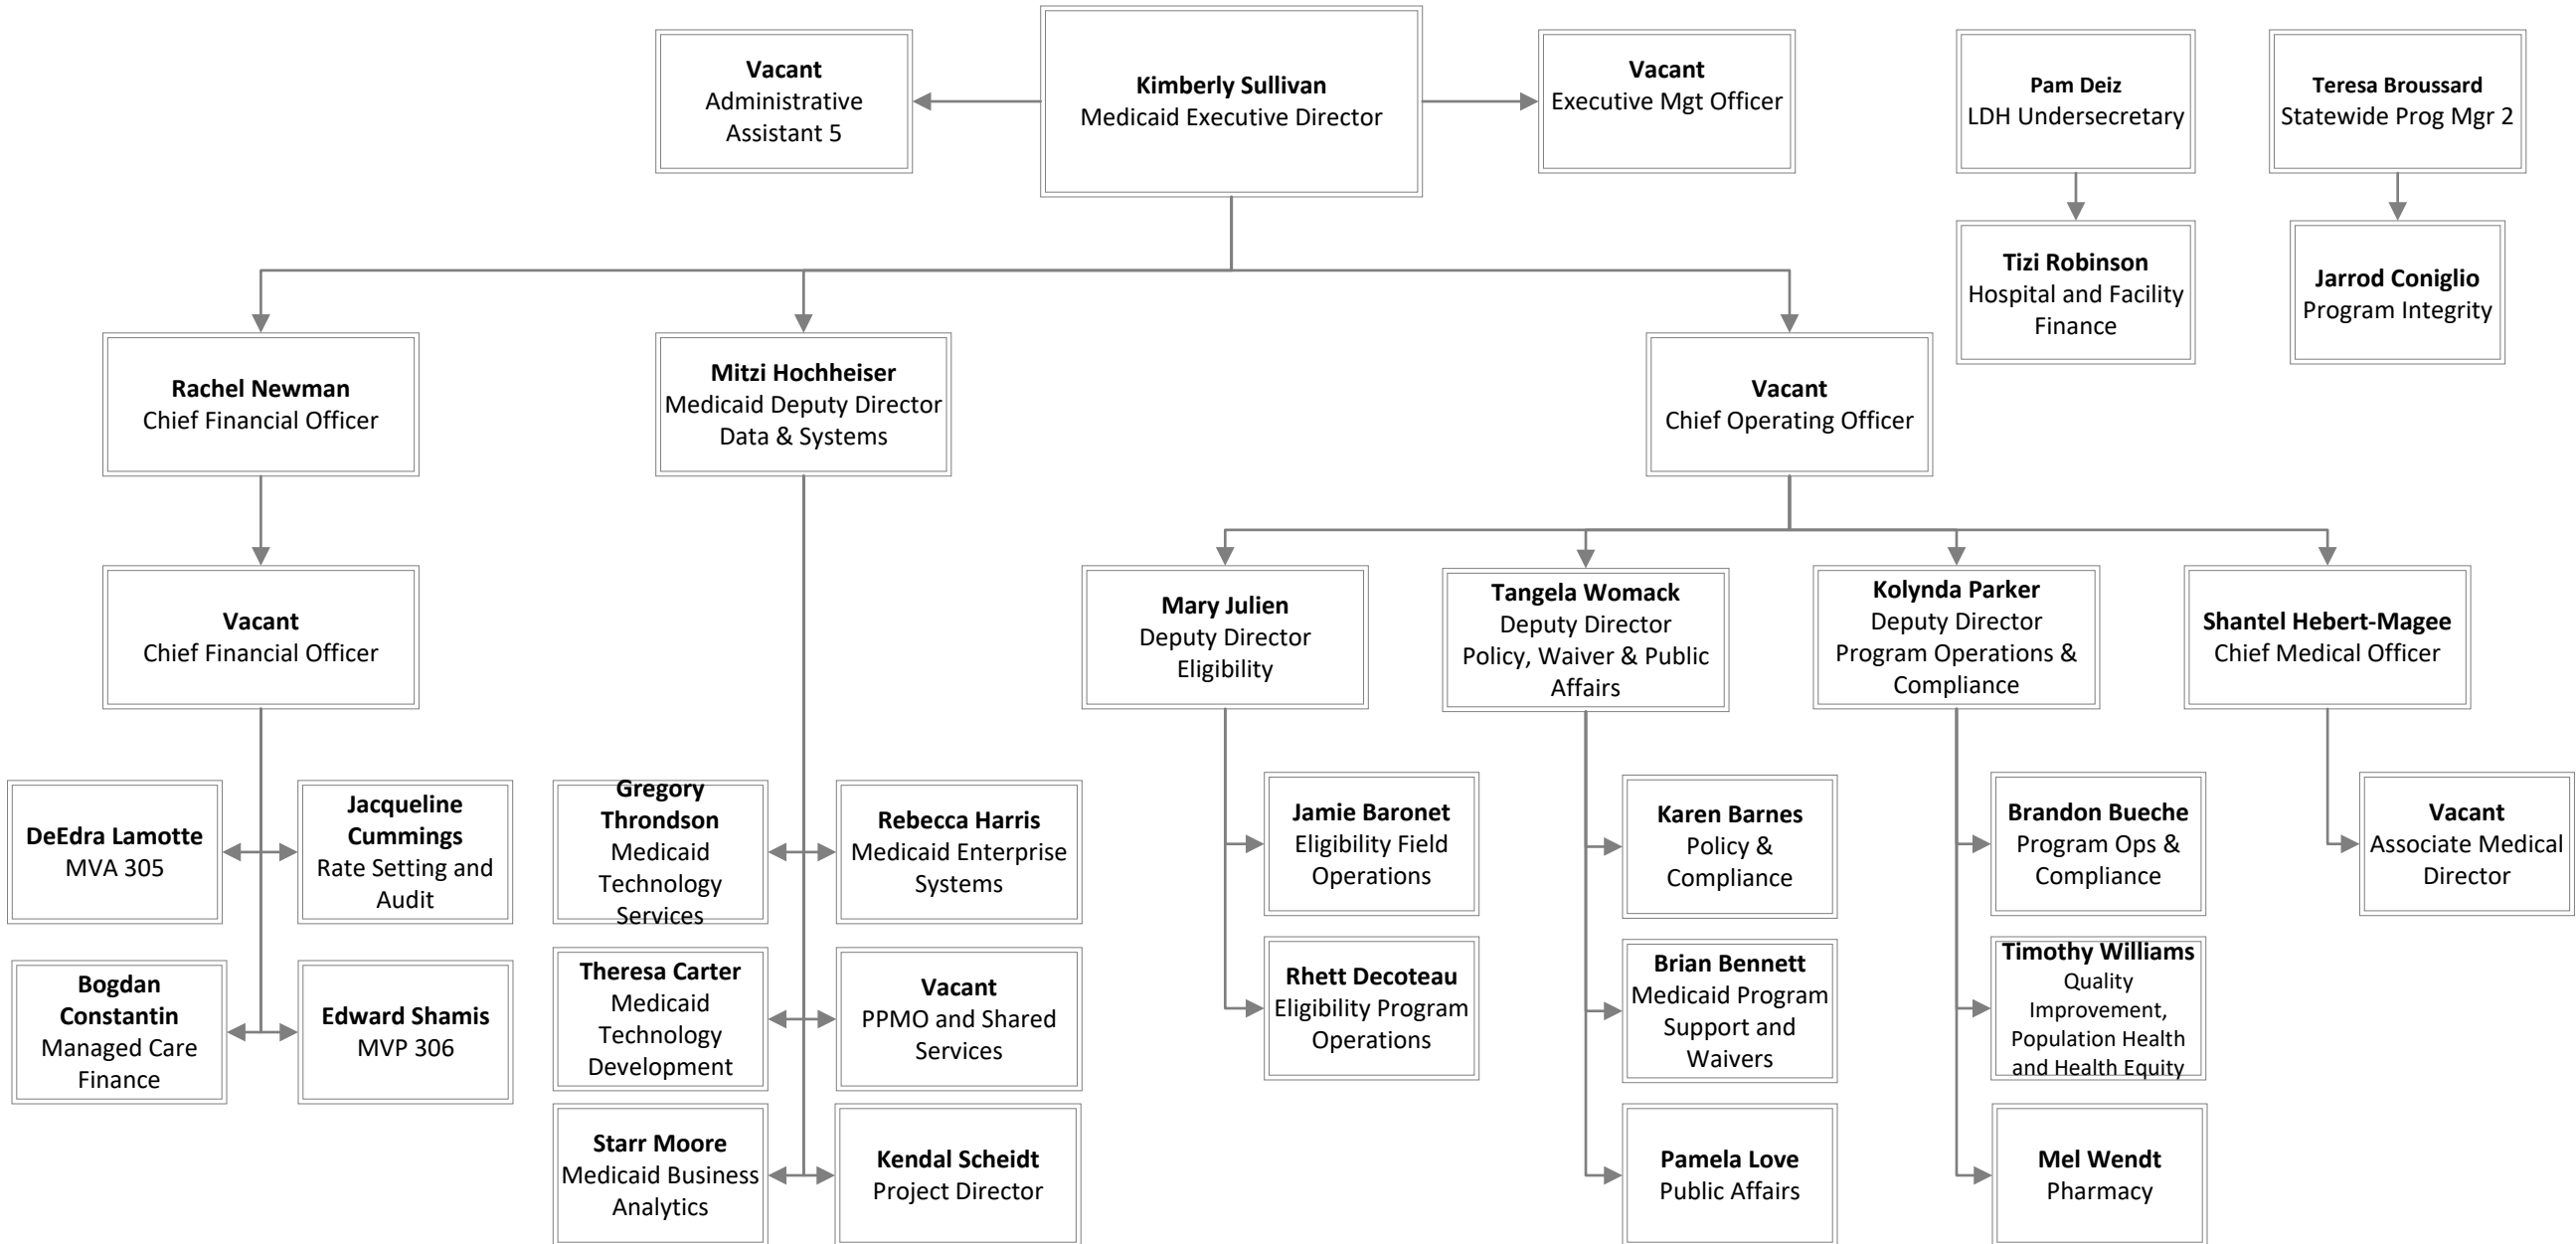 Vacant
Administrative
Assistant 5
Kimberly Sullivan
Medicaid Executive Director
Vacant
Executive Mgt Officer
Pam Deiz
LDH Undersecretary
Teresa Broussard
Statewide Prog Mgr 2
Tizi Robinson
Hospital and Facility
Finance
Jarrod Coniglio
Program Integrity
Rachel Newman
Chief Financial Officer
Mitzi Hochheiser
Medicaid Deputy Director
Data & Systems
Vacant
Chief Operating Officer
Vacant
Chief Financial Officer
Mary Julien
Deputy Director
Eligibility
Tangela Womack
Deputy Director
Policy, Waiver & Public
Affairs
Kolynda Parker
Deputy Director
Program Operations &
Compliance
Shantel Hebert-Magee
Chief Medical Officer
DeEdra Lamotte
MVA 305
Jacqueline
Cummings
Rate Setting and
Audit
Gregory
Throndson
Medicaid
Technology
Services
Rebecca Harris
Medicaid Enterprise
Systems
Jamie Baronet
Eligibility Field
Operations
Karen Barnes
Policy &
Compliance
Brandon Bueche
Program Ops &
Compliance
Vacant
Associate Medical
Director
Bogdan
Constantin
Managed Care
Finance
Edward Shamis
MVP 306
Theresa Carter
Medicaid
Technology
Development
Vacant
PPMO and Shared
Services
Rhett Decoteau
Eligibility Program
Operations
Brian Bennett
Medicaid Program
Support and
Waivers
Timothy Williams
Quality
Improvement,
Population Health
and Health Equity
Starr Moore
Medicaid Business
Analytics
Kendal Scheidt
Project Director
Pamela Love
Public Affairs
Mel Wendt
Pharmacy